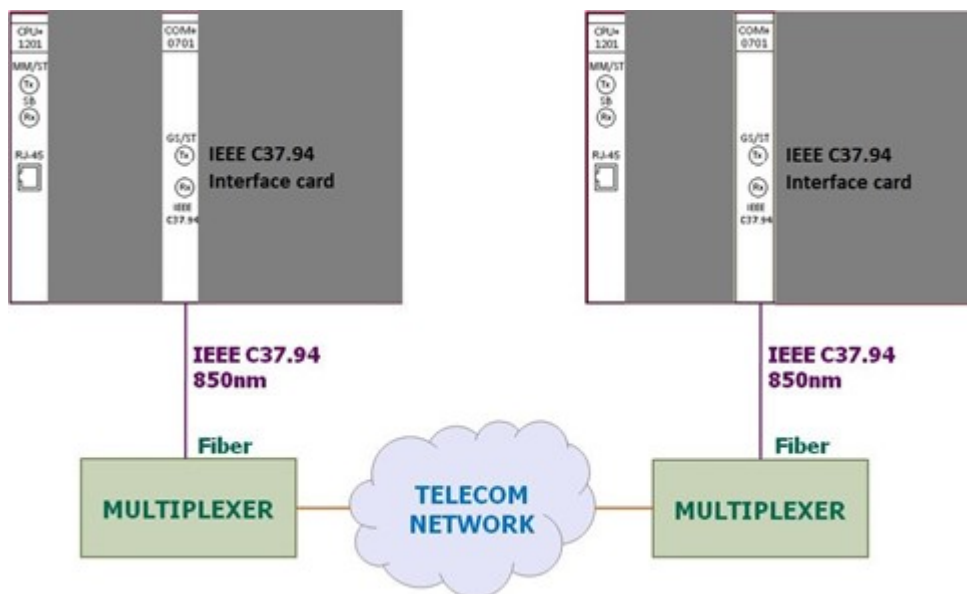 CPU+
1201
MM/ST
Tx
SB
Rx
RJ-45
COM+
0701
GS/ST
Tx
Rx
IEEE
C37.94
IEEE C37.94
Interface card
CPU+
1201
MM/ST
Tx
SB
Rx
RJ-45
COM+
0701
GS/ST
Tx
Rx
IEEE
C37.94
IEEE C37.94
Interface card
IEEE C37.94
850nm
Fiber
IEEE C37.94
850nm
Fiber
MULTIPLEXER
TELECOM
NETWORK
MULTIPLEXER